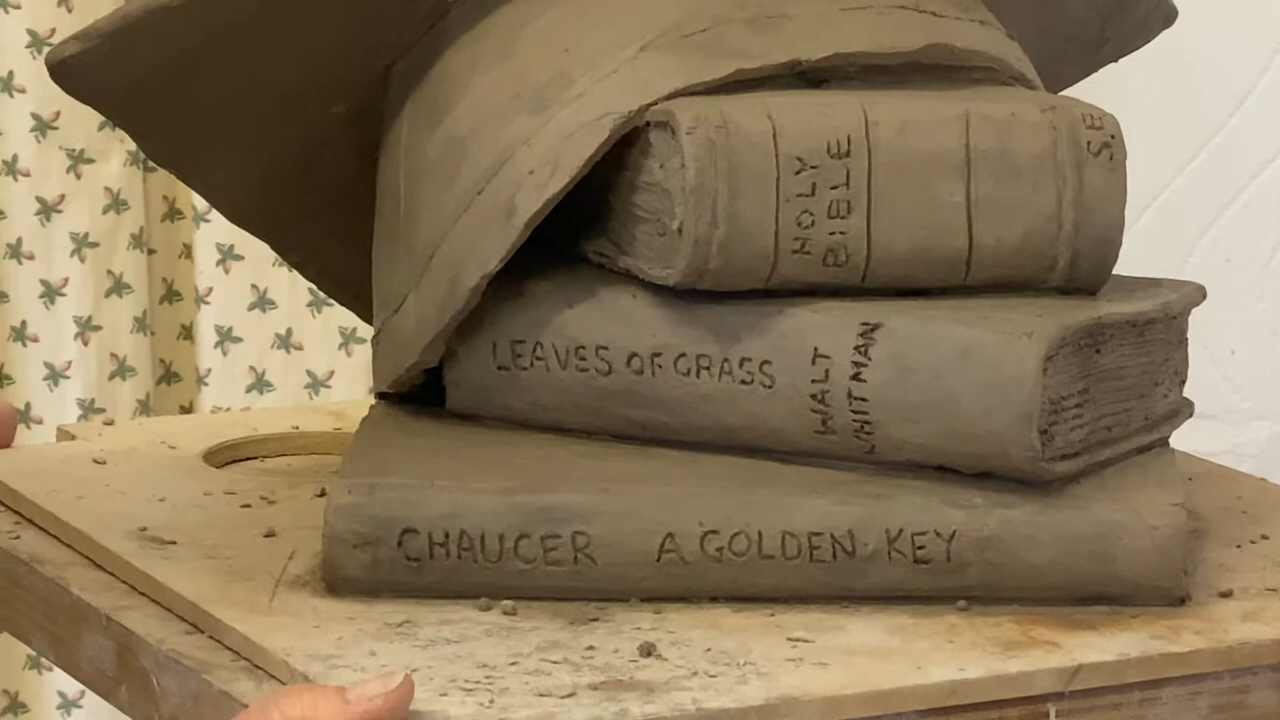 HOLY
BIBLE
S.E
LEAVES OF GRASS
WALT
WHITMAN
CHAUCER A GOLDEN KEY